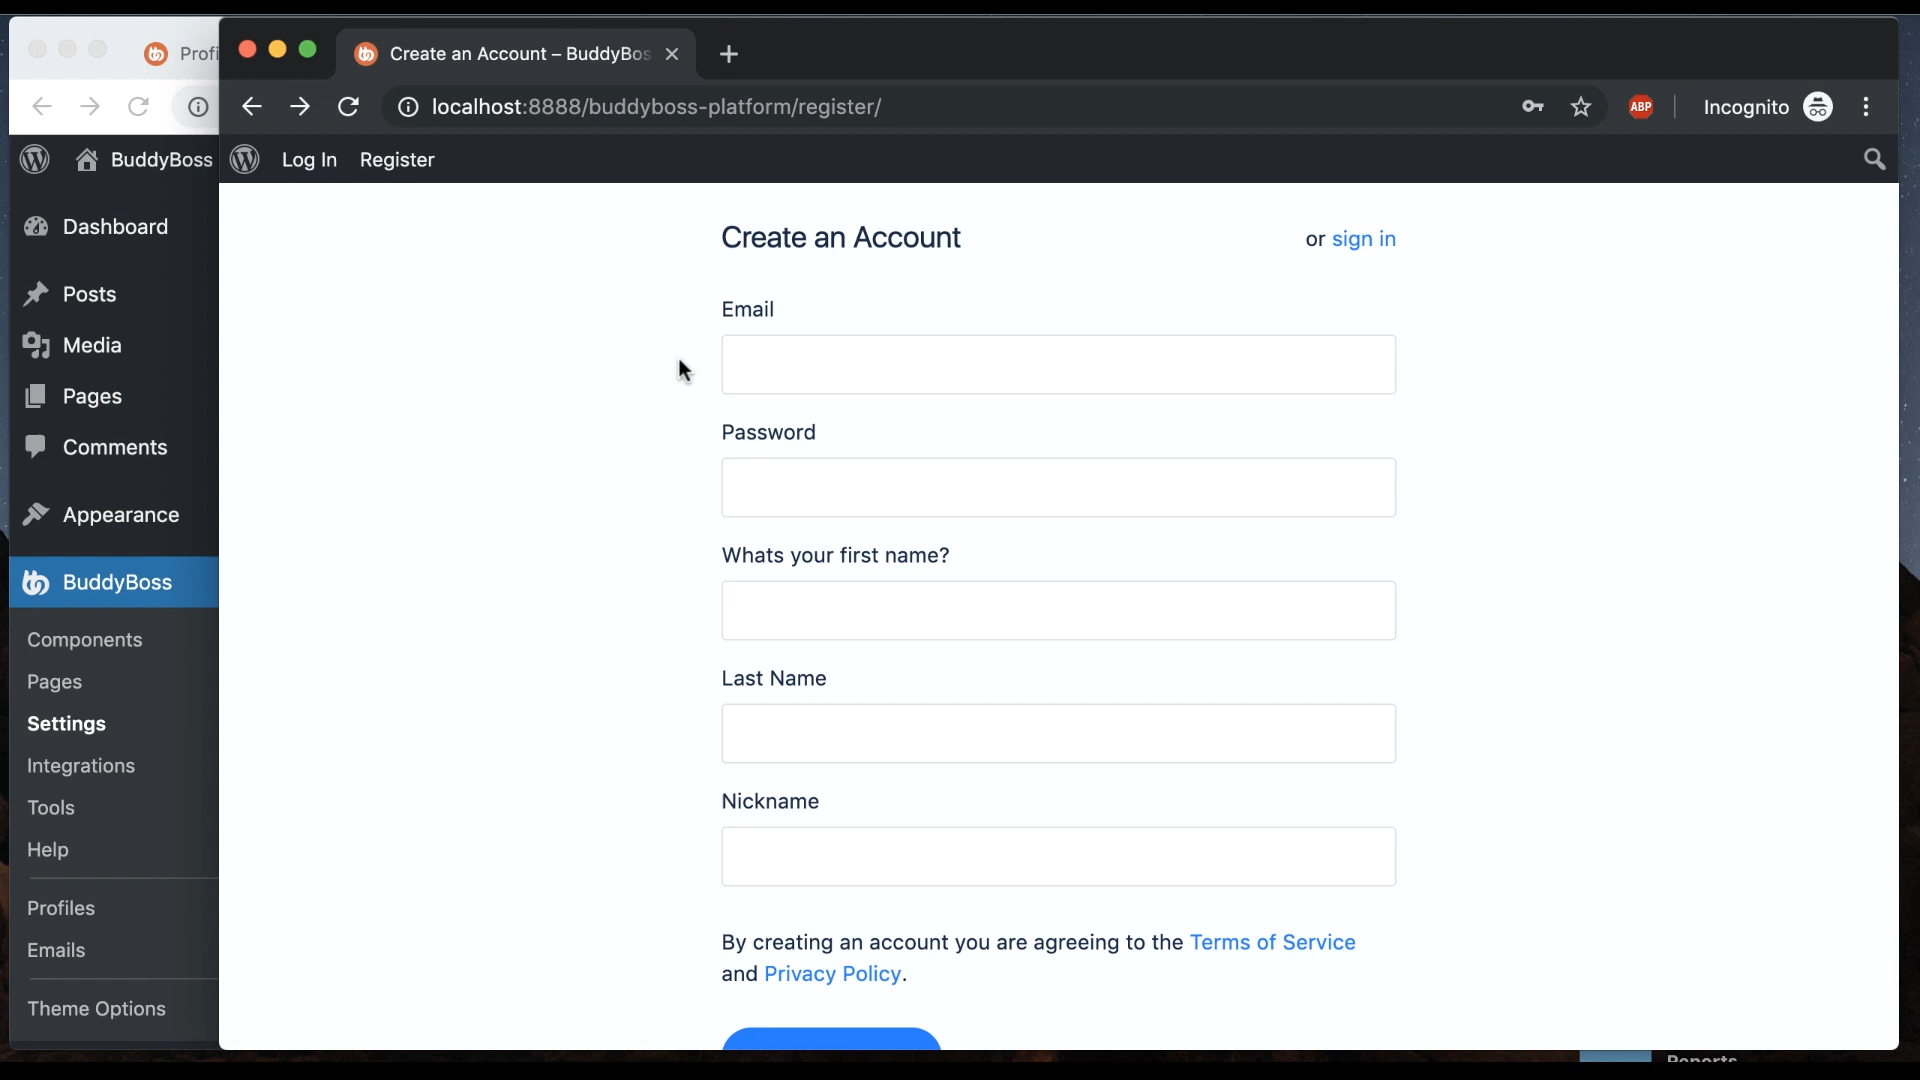 Profi
Create an Account – BuddyBos
localhost:8888/buddyboss-platform/register/
ABP
Incognito
BuddyBoss
Log In
Register
Dashboard
Posts
Media
Pages
Comments
Appearance
BuddyBoss
Components
Pages
Settings
Integrations
Tools
Help
Profiles
Emails
Theme Options
Create an Account
or sign in
Email
Password
Whats your first name?
Last Name
Nickname
By creating an account you are agreeing to the Terms of Service
and Privacy Policy.
Reports